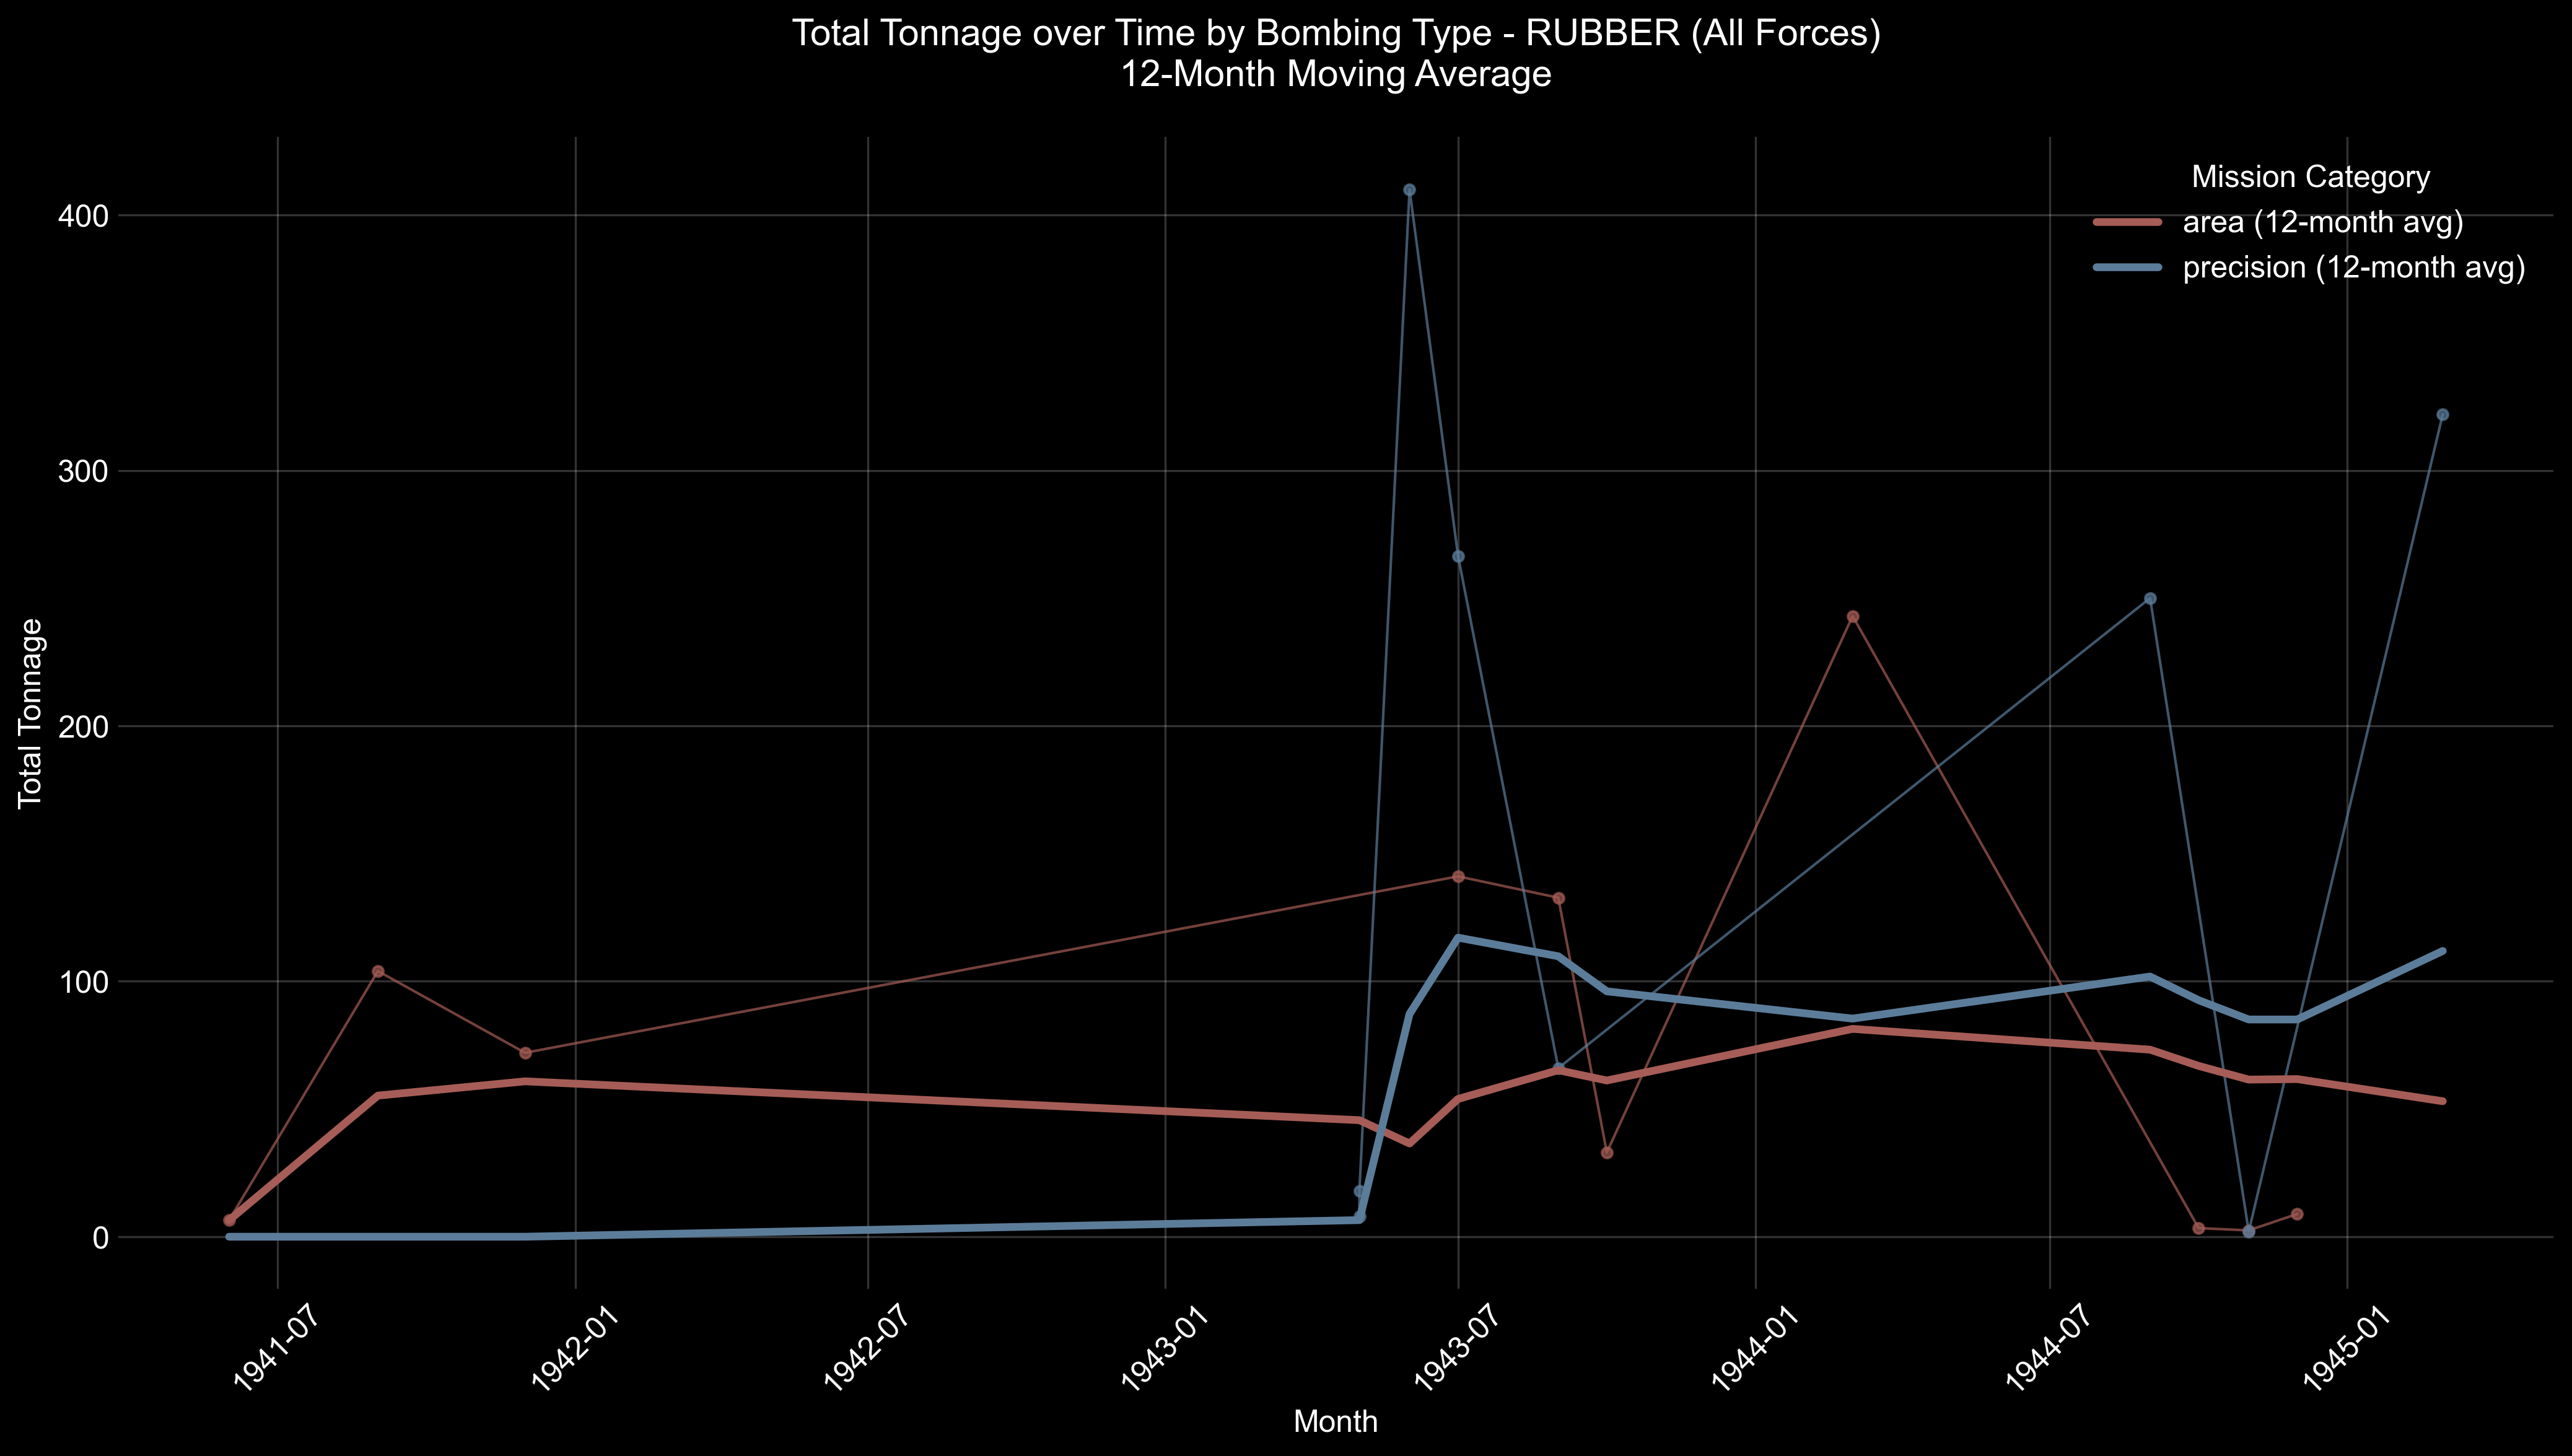 Total Tonnage over Time by Bombing Type - RUBBER (All Forces)
12-Month Moving Average
Mission Category
area (12-month avg)
precision (12-month avg)
Total Tonnage
400
300
200
100
0
1941-07
1942-01
1942-07
1943-01
1943-07
1944-01
1944-07
1945-01
Month